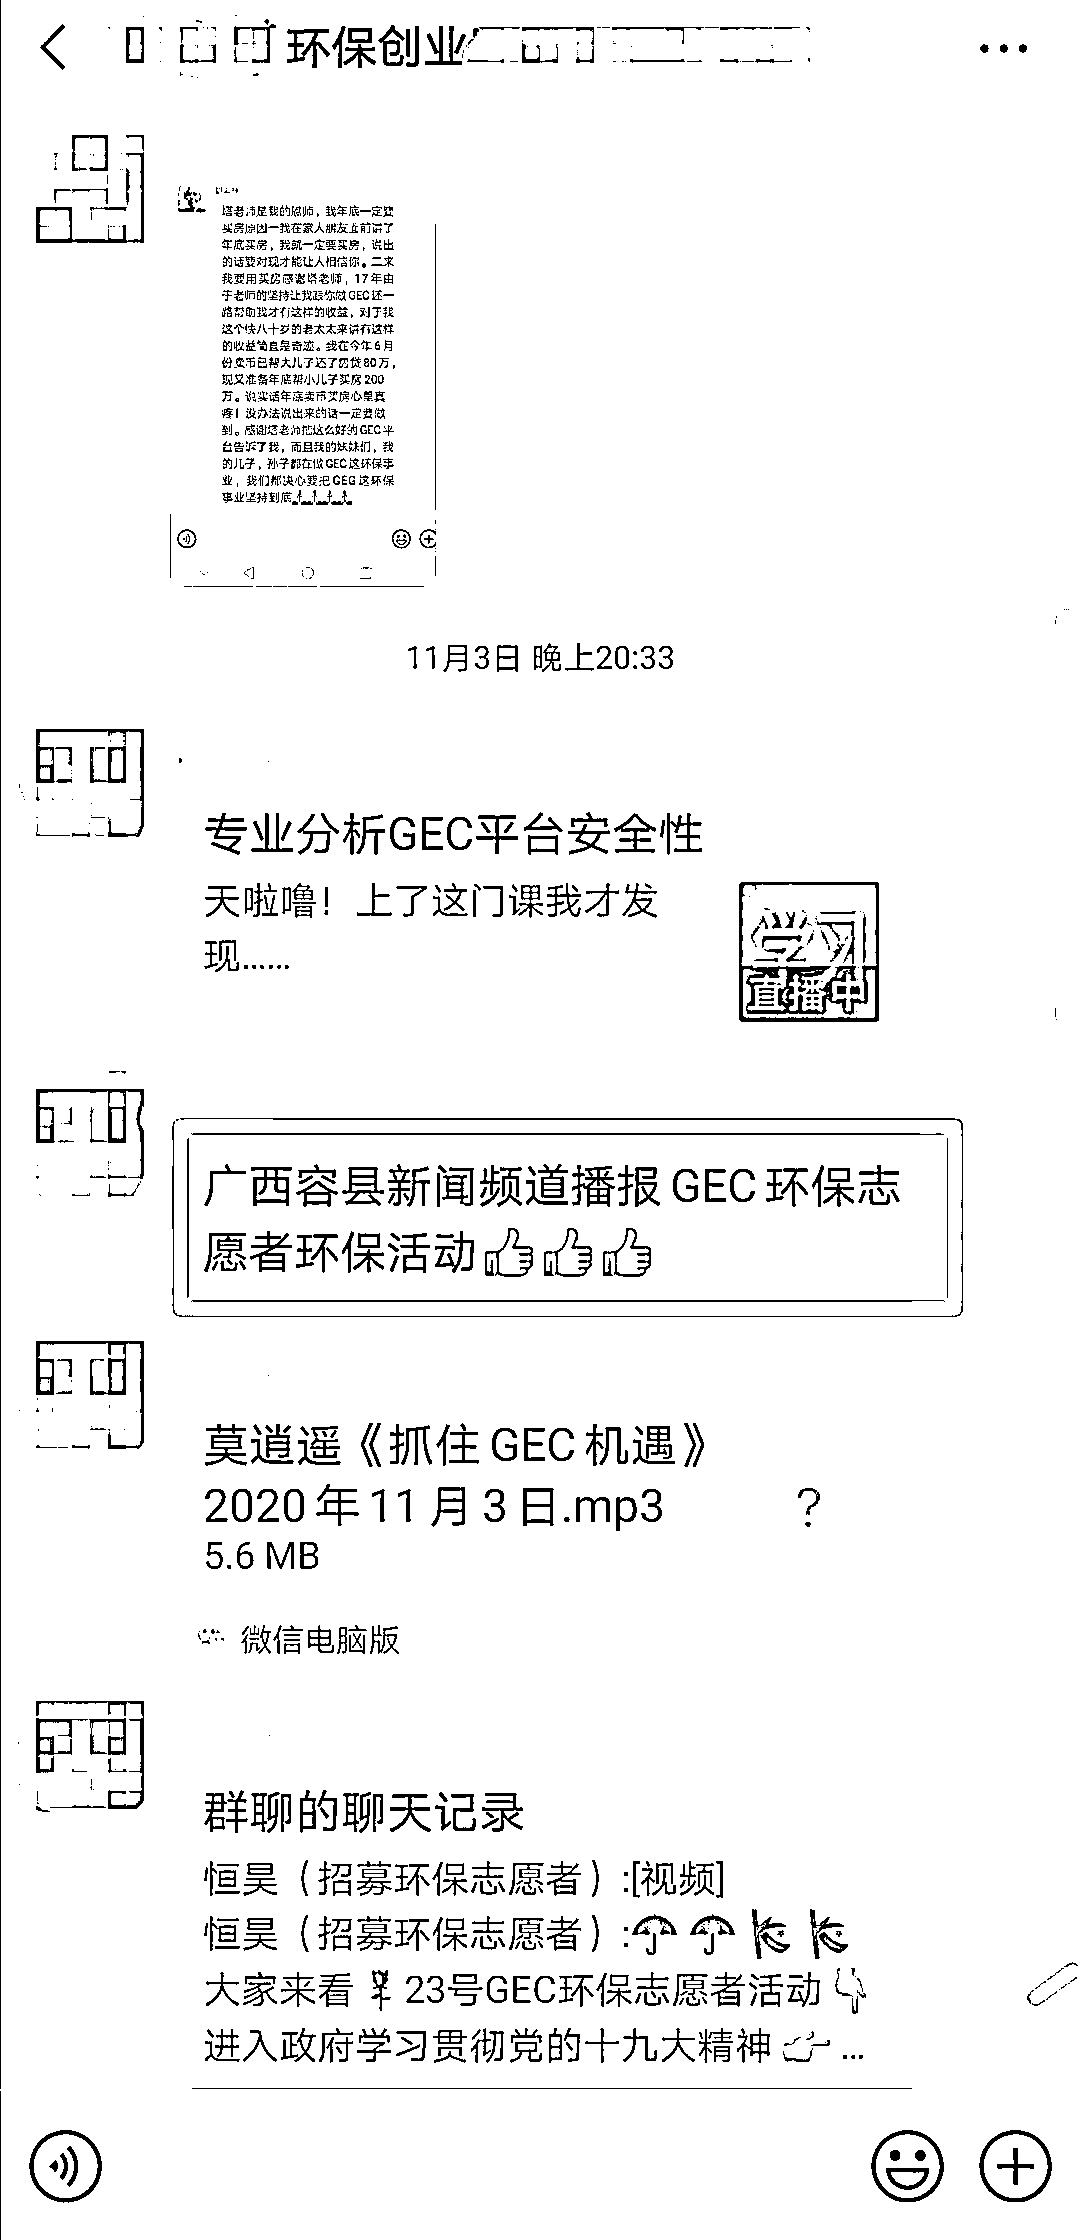 环保创业
塔老师是我的恩师，我年底一定要
买房原因一我在家人朋友面前讲了
年底买房，我就一定要买房，说出
的话要对现才能让人相信你。二来
我要用买房感谢塔老师，17年由
于老师的坚持让我跟你做GEC还一
路帮助我才有这样的收益，对于我
这个快八十岁的老太太来讲有这样
的收益简直是奇迹。我在今年6月
份卖币已帮大儿子还了房贷80万，
现又准备年底帮小儿子买房200
万。说实话年底卖币买房心里真
疼！没办法说出来的话一定要做
到。感谢塔老师把这么好的GEC平
台告诉了我，而且我的妹妹们，我
的儿子，孙子都在做GEC这环保事
业，我们都决心要把GEC这环保
事业坚持到底
11月3日 晚上20:33
专业分析GEC平台安全性
天啦噜！上了这门课我才发
现……
学习
直播中
广西容县新闻频道播报GEC环保志
愿者环保活动👍👍👍
莫逍遥《抓住GEC机遇》
2020年11月3日.mp3
?
5.6 MB
微信电脑版
群聊的聊天记录
恒昊（招募环保志愿者）:[视频]
恒昊（招募环保志愿者）:
大家来看🌹23号GEC环保志愿者活动👇
进入政府学习贯彻党的十九大精神👉...